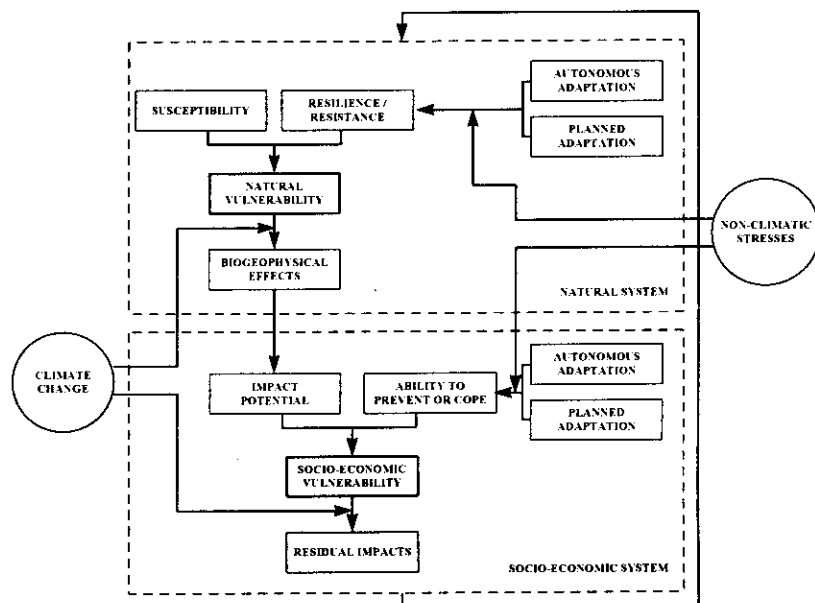 AUTONOMOUS
ADAPTATION
SUSCEPTIBILITY
RESILIENCE /
RESISTANCE
PLANNED
ADAPTATION
NATURAL
VULNERABILITY
NON-CLIMATIC
STRESSES
BIOGEOPHYSICAL
EFFECTS
NATURAL SYSTEM
CLIMATE
CHANGE
IMPACT
POTENTIAL
ABILITY TO
PREVENT OR COPE
AUTONOMOUS
ADAPTATION
PLANNED
ADAPTATION
SOCIO-ECONOMIC
VULNERABILITY
RESIDUAL IMPACTS
SOCIO-ECONOMIC SYSTEM